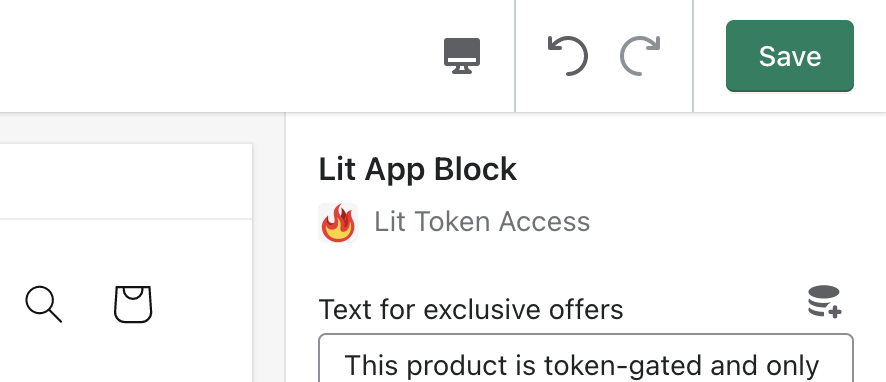 Save
Lit App Block
Lit Token Access
Text for exclusive offers
This product is token-gated and only